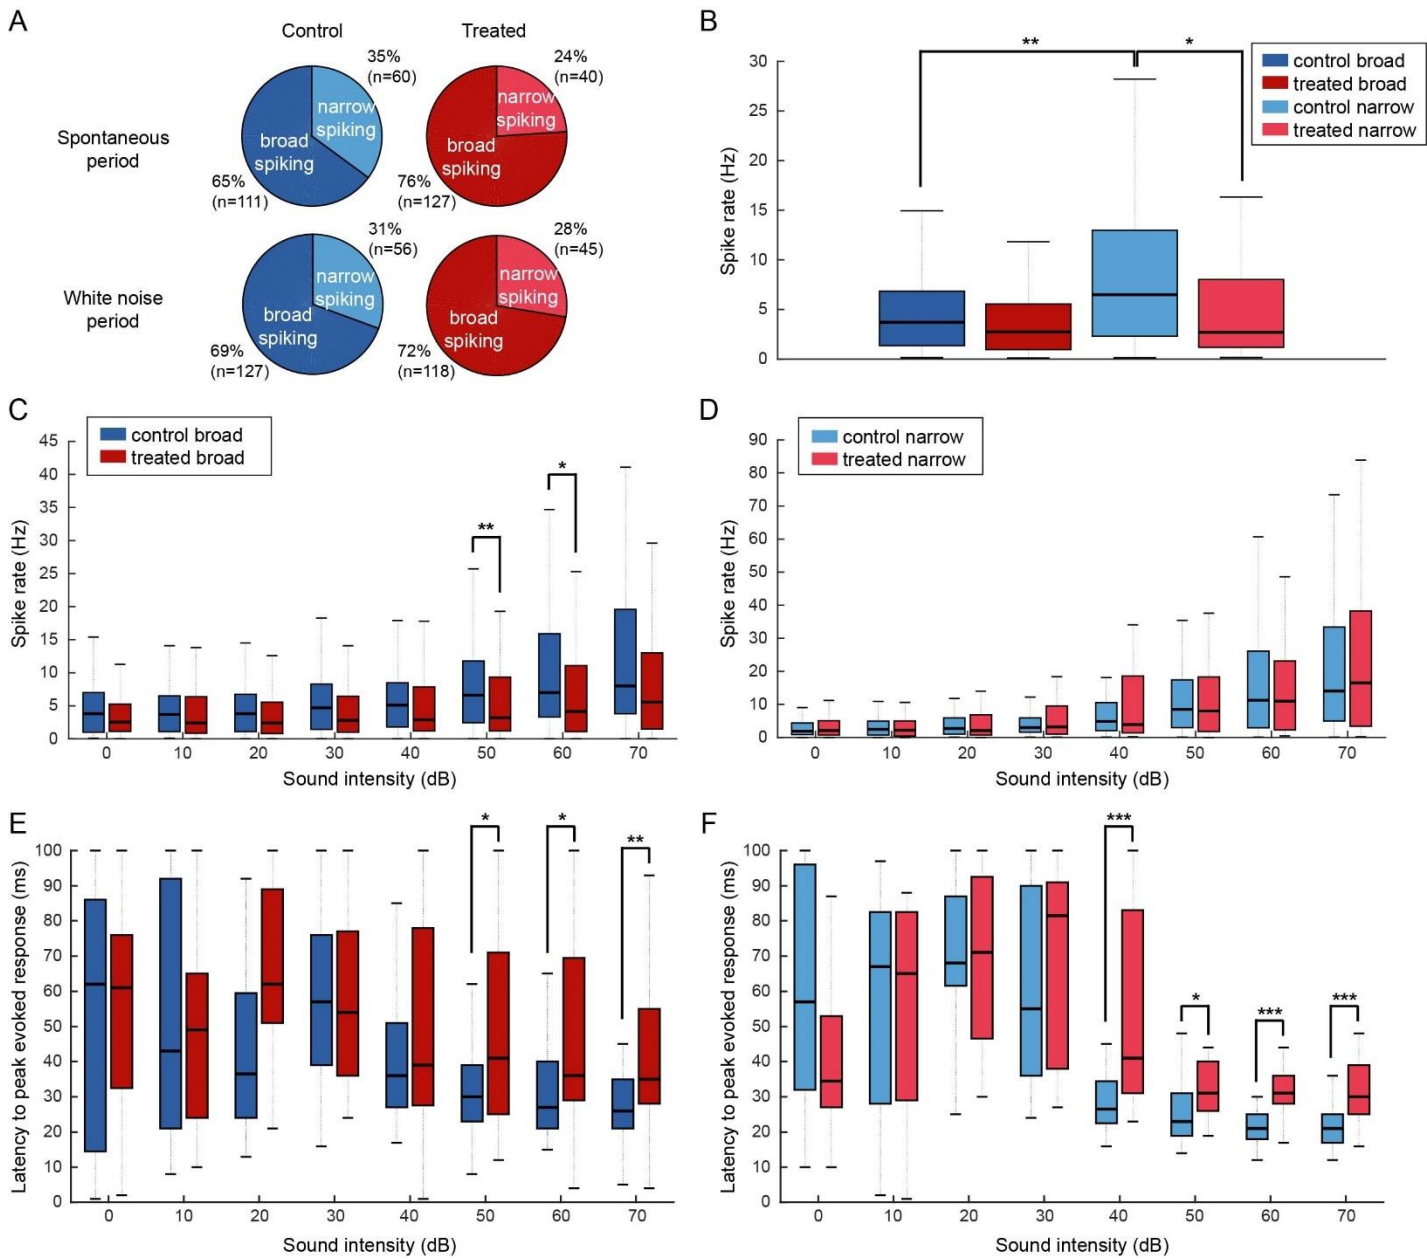 A
Control
Treated
35%
(n=60)
24%
(n=40)
Spontaneous
period
narrow
spiking
broad
spiking
narrow
spiking
broad
spiking
65%
(n=111)
76%
(n=127)
31%
(n=56)
28%
(n=45)
White noise
period
narrow
spiking
broad
spiking
narrow
spiking
broad
spiking
69%
(n=127)
72%
(n=118)
B
**
*
control broad
treated broad
control narrow
treated narrow
Spike rate (Hz)
30
25
20
15
10
5
0
C
control broad
treated broad
Spike rate (Hz)
45
40
35
30
25
20
15
10
5
0
**
*
0 10 20 30 40 50 60 70
Sound intensity (dB)
D
control narrow
treated narrow
Spike rate (Hz)
90
80
70
60
50
40
30
20
10
0
0 10 20 30 40 50 60 70
Sound intensity (dB)
E
Latency to peak evoked response (ms)
100
90
80
70
60
50
40
30
20
10
0
*
*
**
0 10 20 30 40 50 60 70
Sound intensity (dB)
F
Latency to peak evoked response (ms)
100
90
80
70
60
50
40
30
20
10
0
***
*
***
***
0 10 20 30 40 50 60 70
Sound intensity (dB)